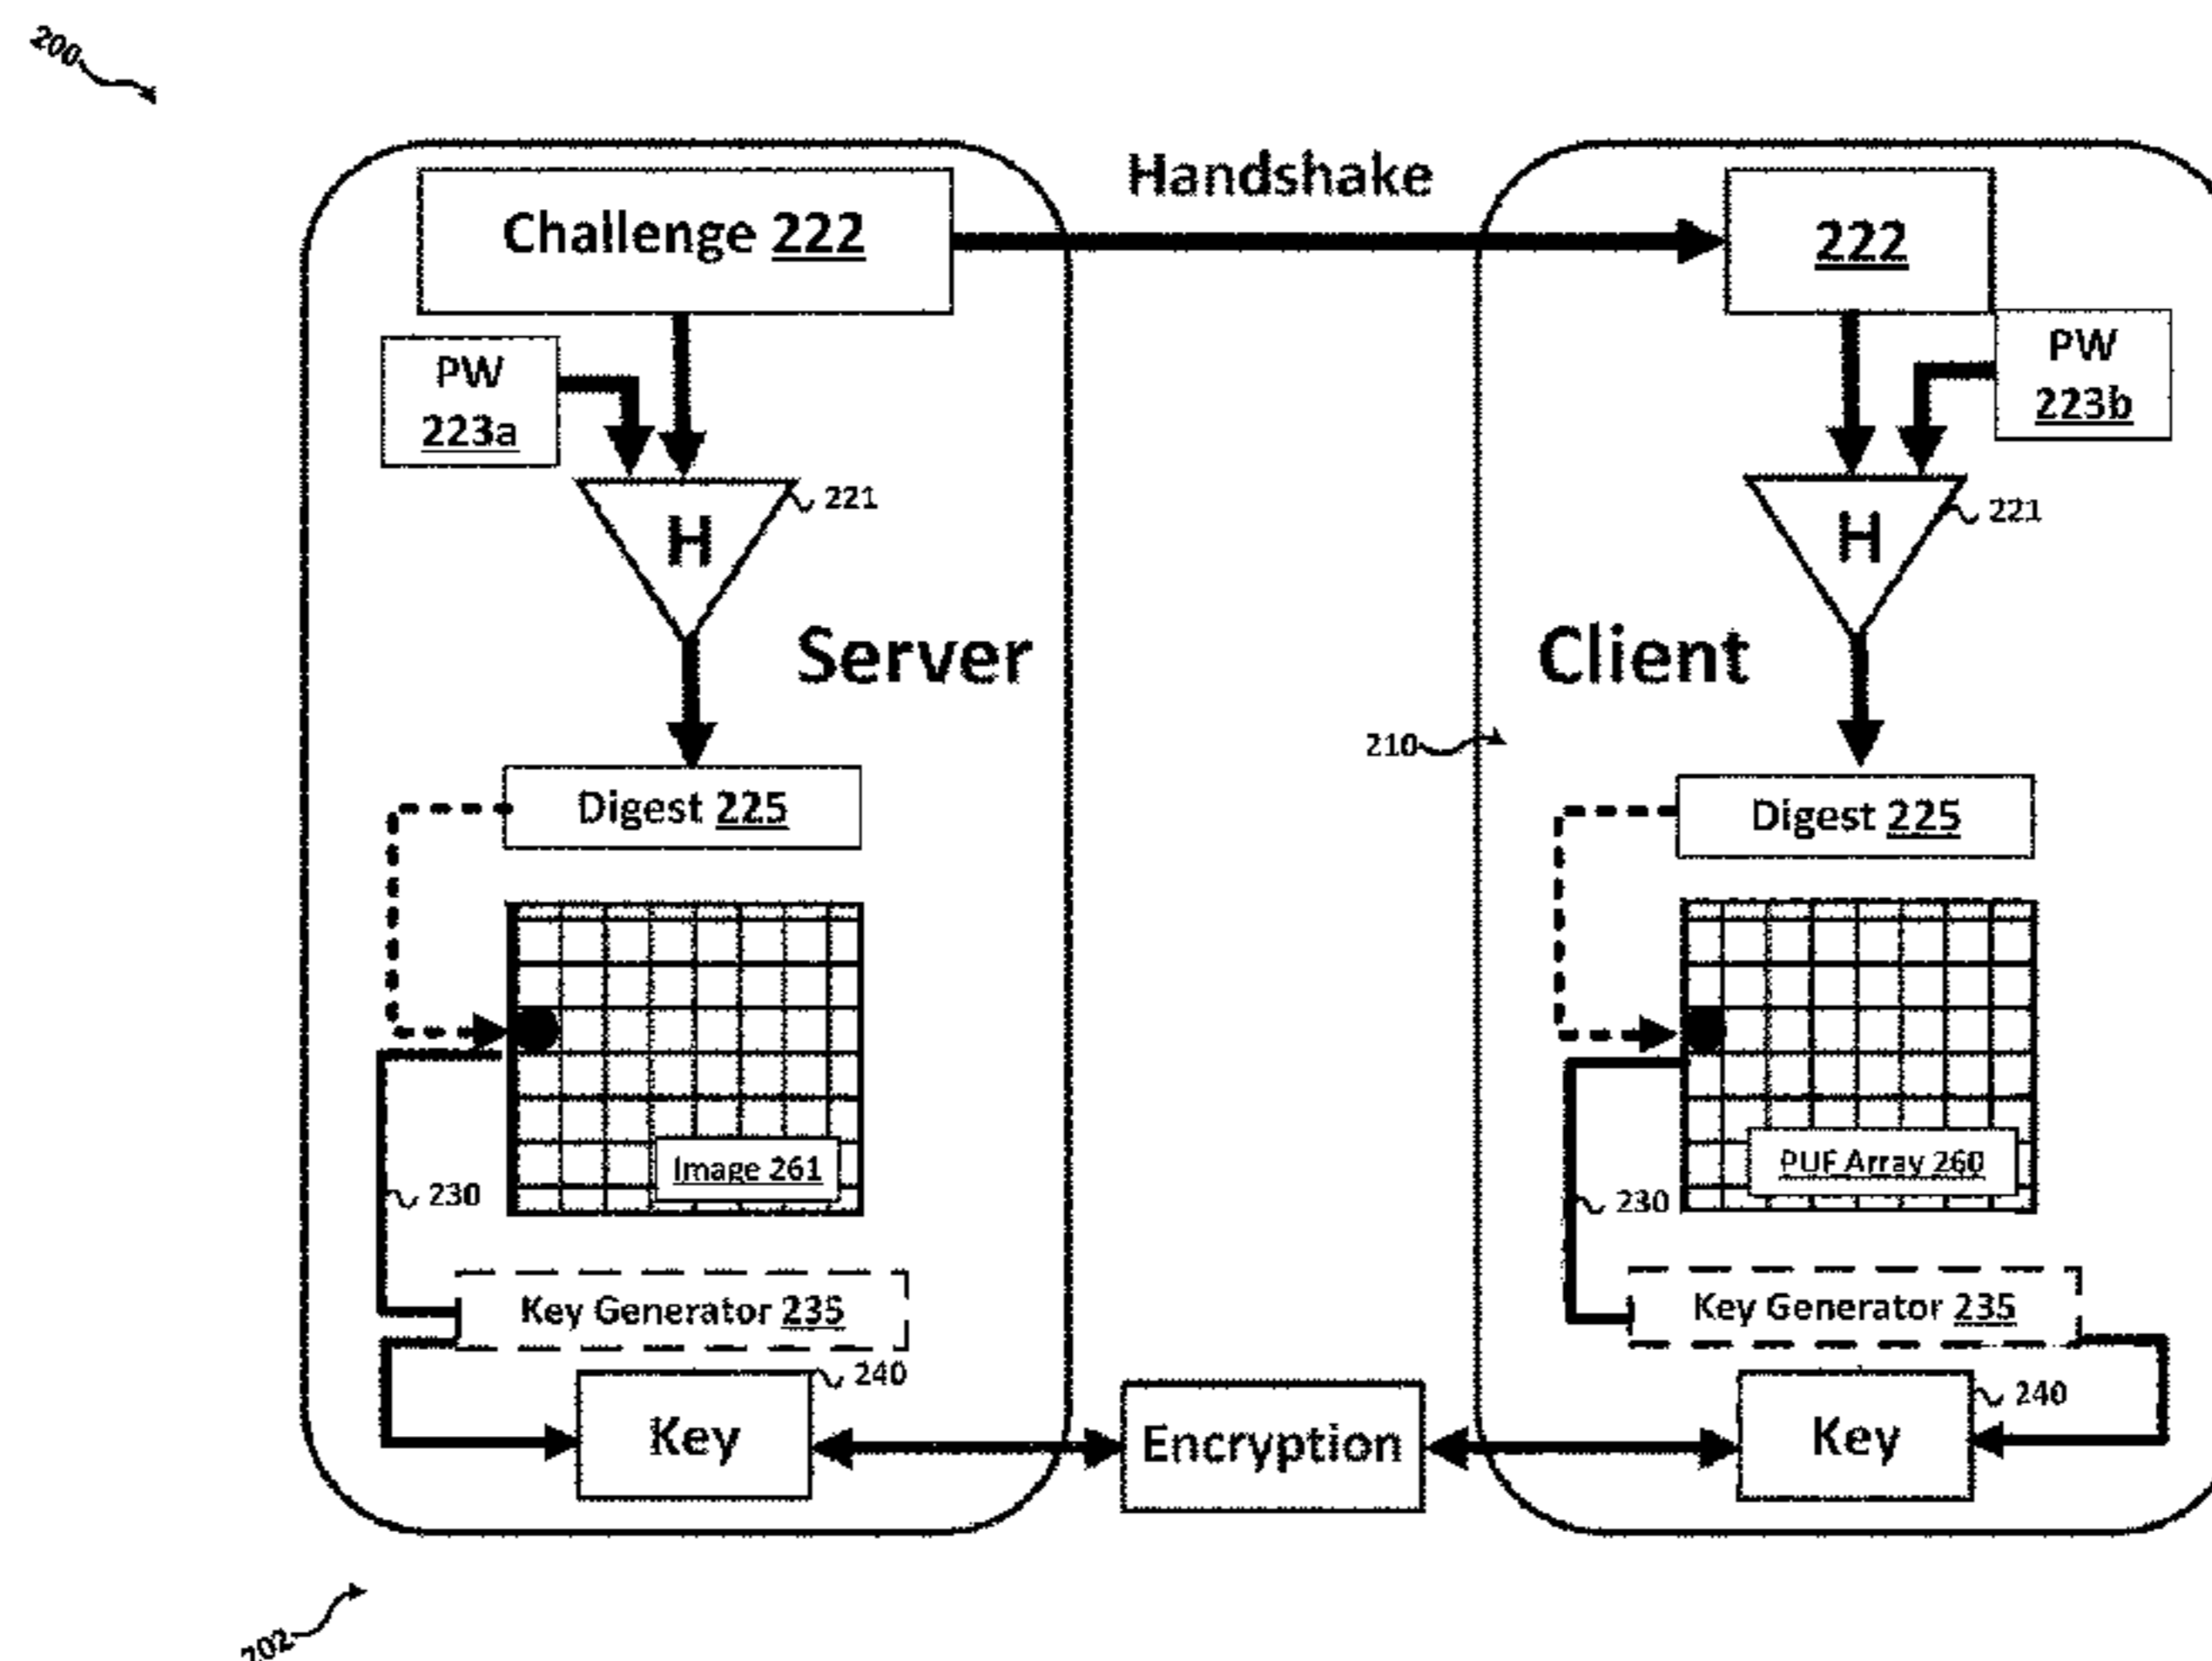 200
Handshake
Challenge 222
222
PW
223a
PW
223b
221
H
221
H
Server
Client
210
Digest 225
Digest 225
Image 261
PUF Array 260
230
230
Key Generator 235
Key Generator 235
240
240
Key
Encryption
Key
202